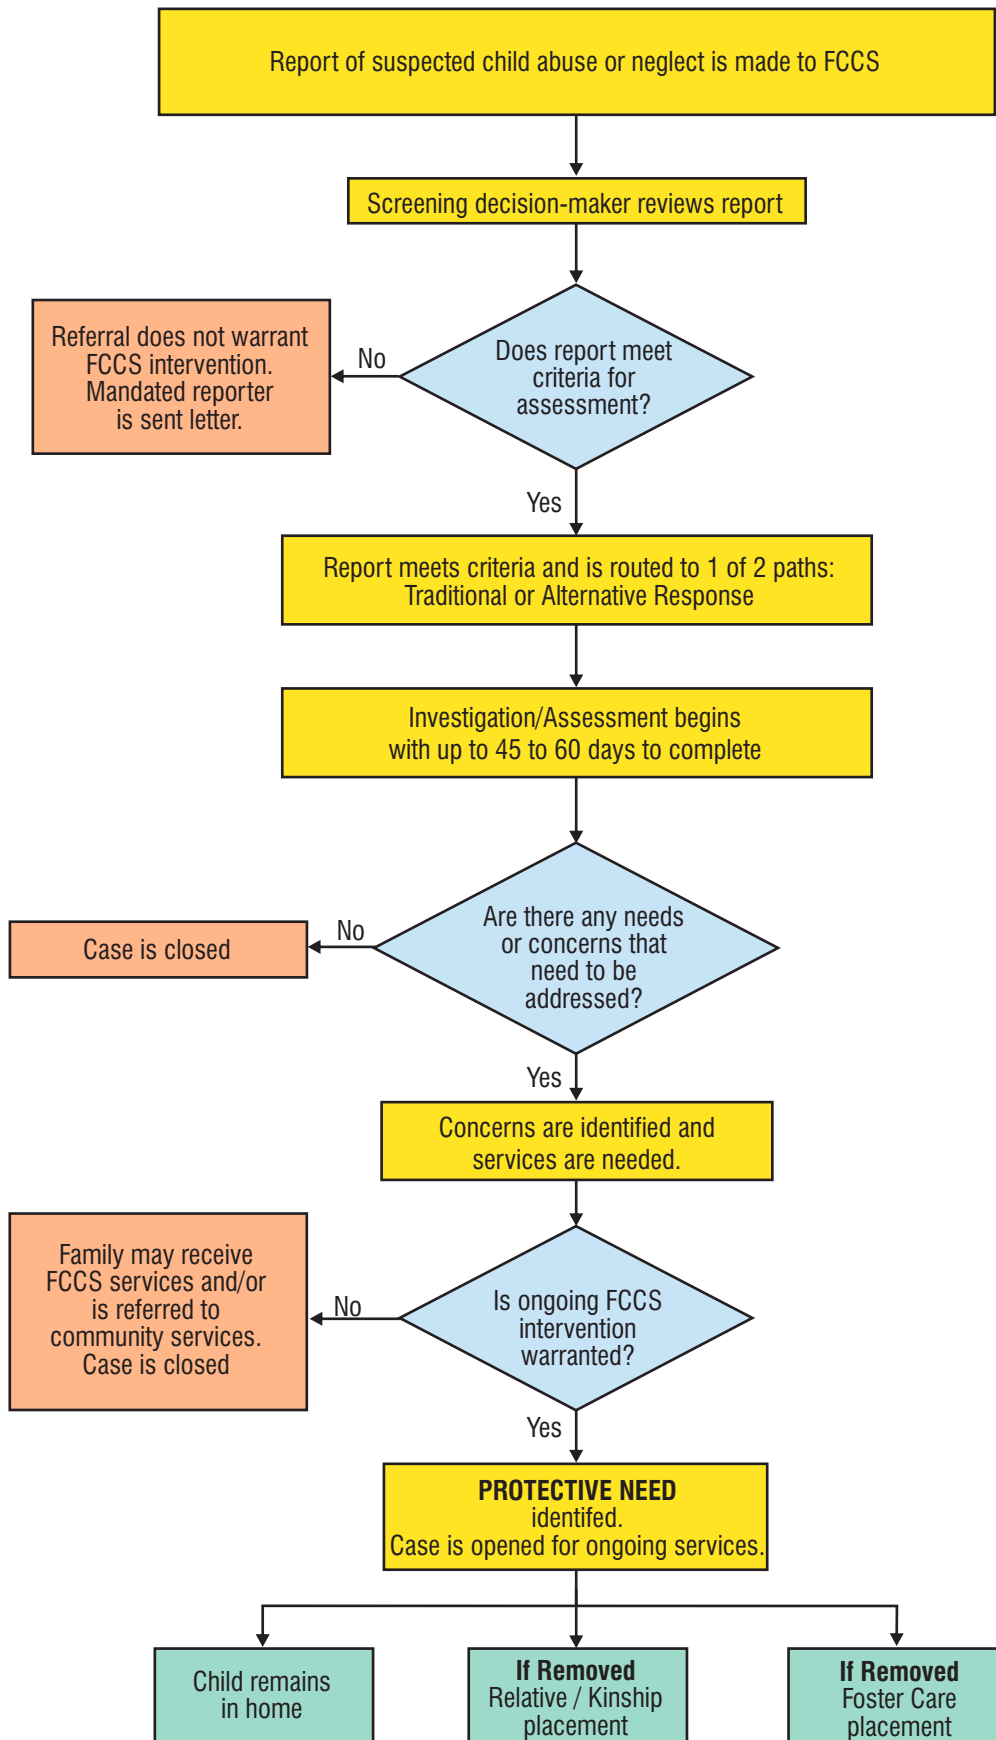 Report of suspected child abuse or neglect is made to FCCS
Screening decision-maker reviews report
Does report meet
criteria for
assessment?
No
Referral does not warrant
FCCS intervention.
Mandated reporter
is sent letter.
Yes
Report meets criteria and is routed to 1 of 2 paths:
Traditional or Alternative Response
Investigation/Assessment begins
with up to 45 to 60 days to complete
Are there any needs
or concerns that
need to be
addressed?
No
Case is closed
Yes
Concerns are identified and
services are needed.
Is ongoing FCCS
intervention
warranted?
No
Family may receive
FCCS services and/or
is referred to
community services.
Case is closed
Yes
PROTECTIVE NEED
identifed.
Case is opened for ongoing services.
Child remains
in home
If Removed
Relative / Kinship
placement
If Removed
Foster Care
placement